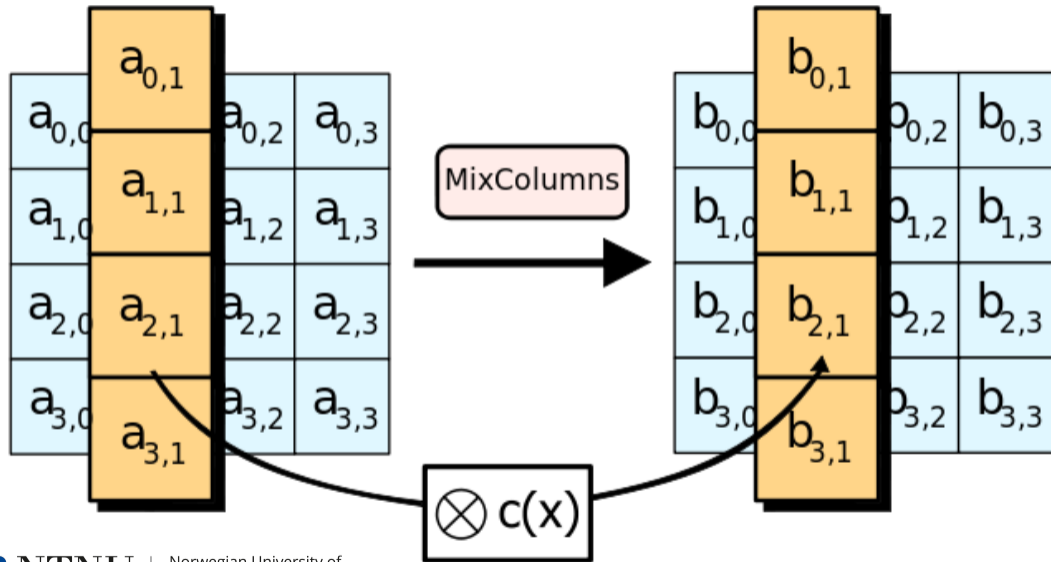 a0,1 b0,1
a0,0 a0,2 a0,3 b0,0 b0,2 b0,3
MixColumns
a1,1 b1,1
a1,0 a1,2 a1,3 b1,0 b1,2 b1,3
a2,0 a2,1 a2,2 a2,3 b2,0 b2,1 b2,2 b2,3
a3,0 a3,2 a3,3 b3,0 b3,2 b3,3
a3,1 b3,1
⊗ c(x)
NTNU | Norwegian University of